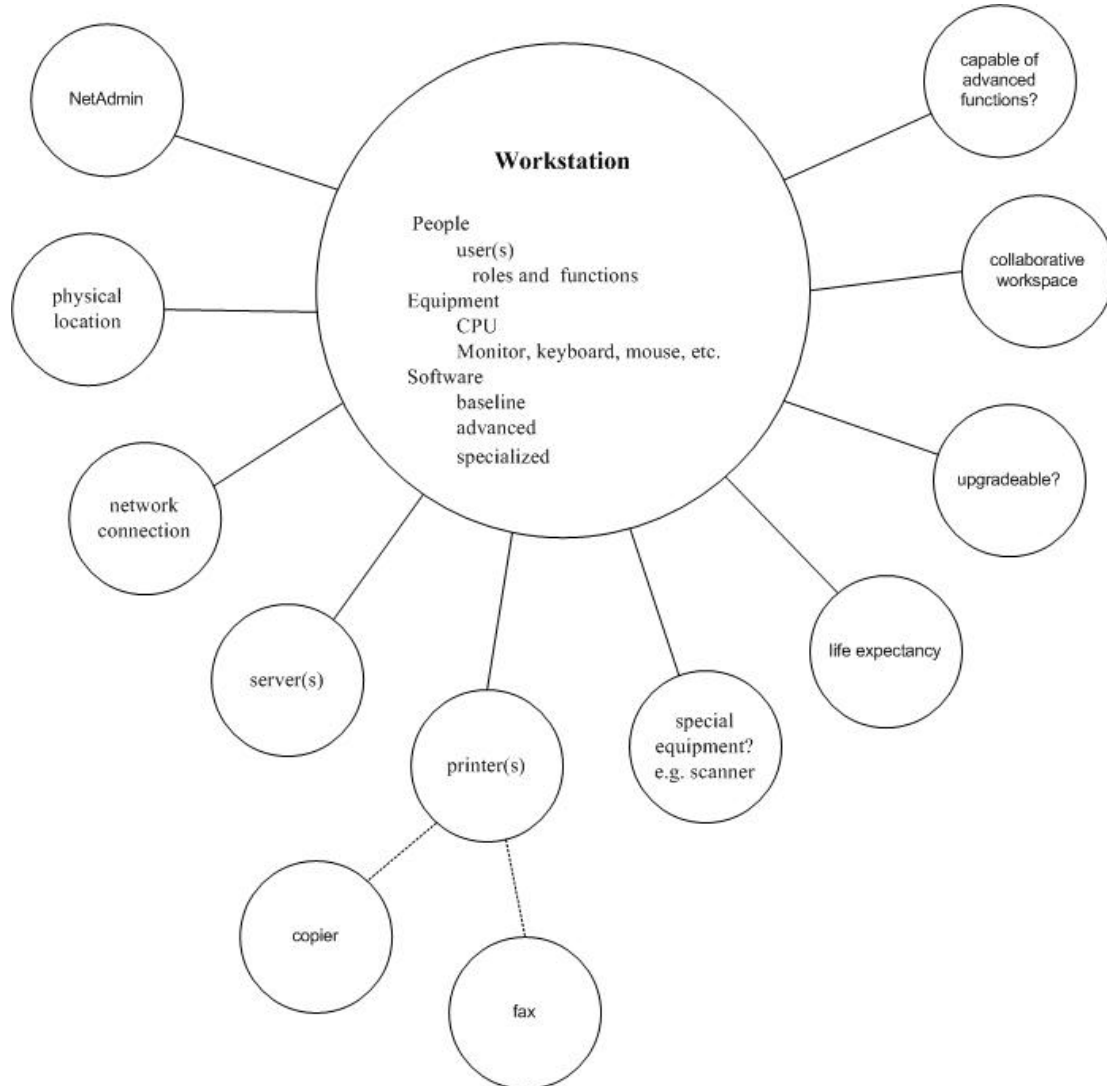 Workstation
People
user(s)
roles and functions
Equipment
CPU
Monitor, keyboard, mouse, etc.
Software
baseline
advanced
specialized
NetAdmin
physical
location
network
connection
server(s)
printer(s)
copier
fax
special
equipment?
e.g. scanner
life expectancy
upgradeable?
collaborative
workspace
capable of
advanced
functions?